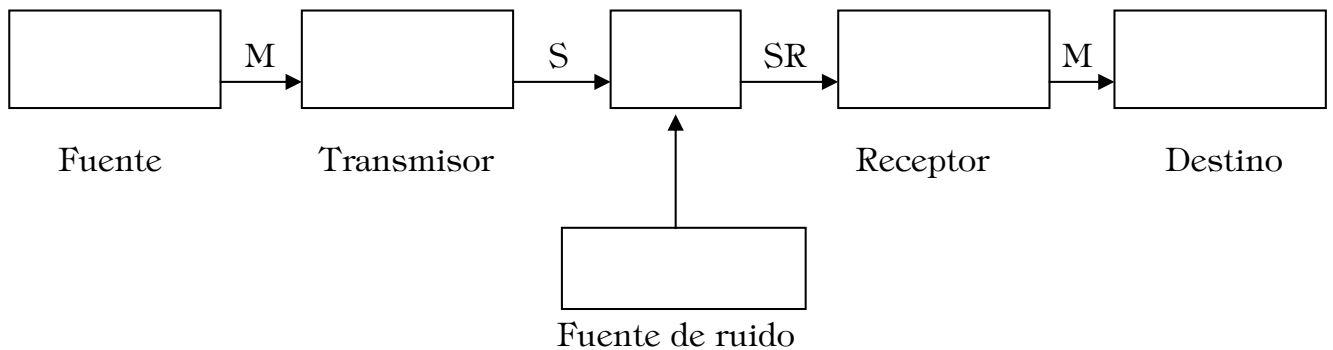 M S SR M
Fuente Transmisor Receptor Destino
Fuente de ruido